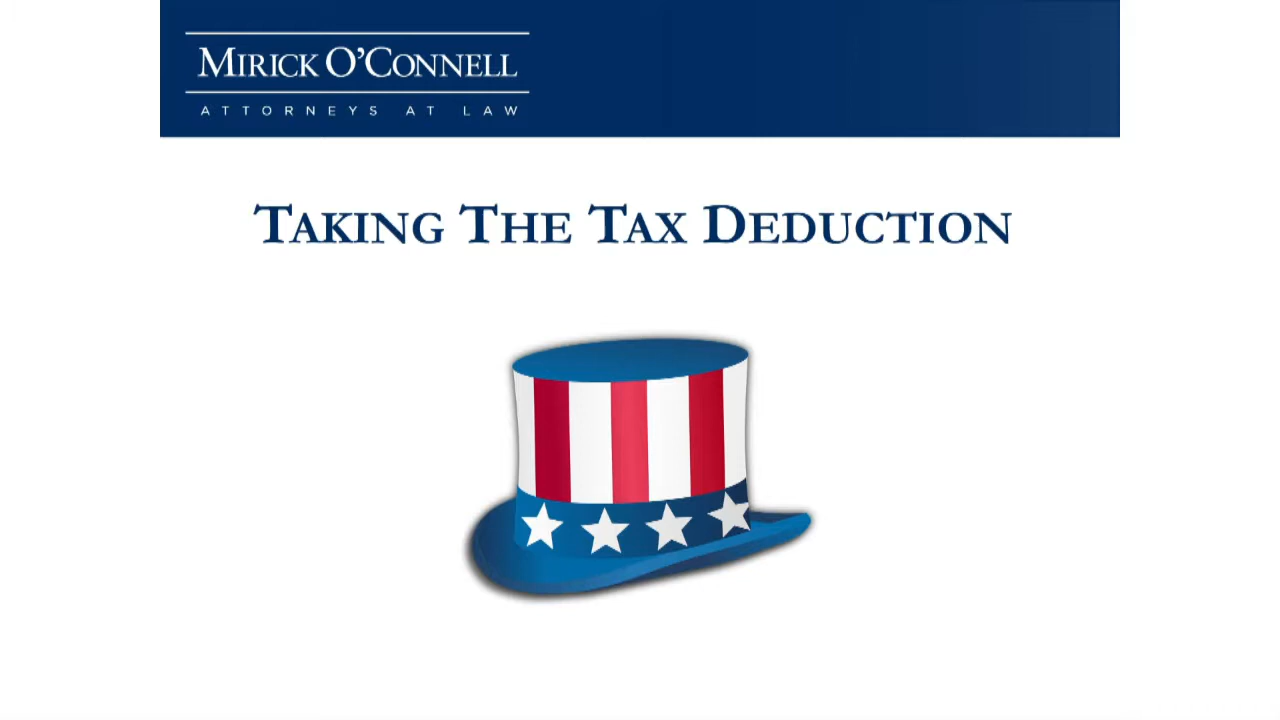 MIRICK O'CONNELL
ATTORNEYS AT LAW
TAKING THE TAX DEDUCTION